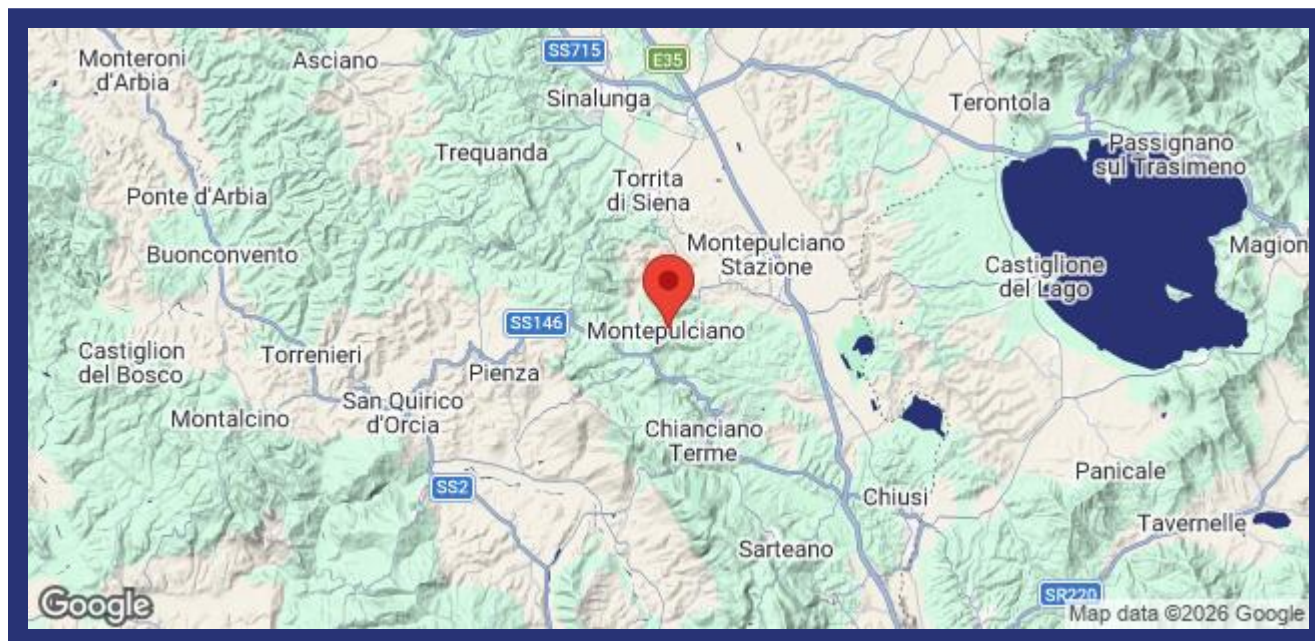 SS715
E35
Monteroni
d'Arbia
Asciano
Sinalunga
Terontola
Trequanda
Passignano
sul Trasimeno
Torrita
di Siena
Ponte d'Arbia
Buonconvento
Montepulciano
Stazione
Magion
Castiglione
del Lago
SS146
Montepulciano
Castiglion
del Bosco
Torrenieri
Pienza
Montalcino
San Quirico
d'Orcia
Chianciano
Terme
Panicale
SS2
Chiusi
Tavernelle
Sarteano
SR220
Google
Map data ©2026 Google